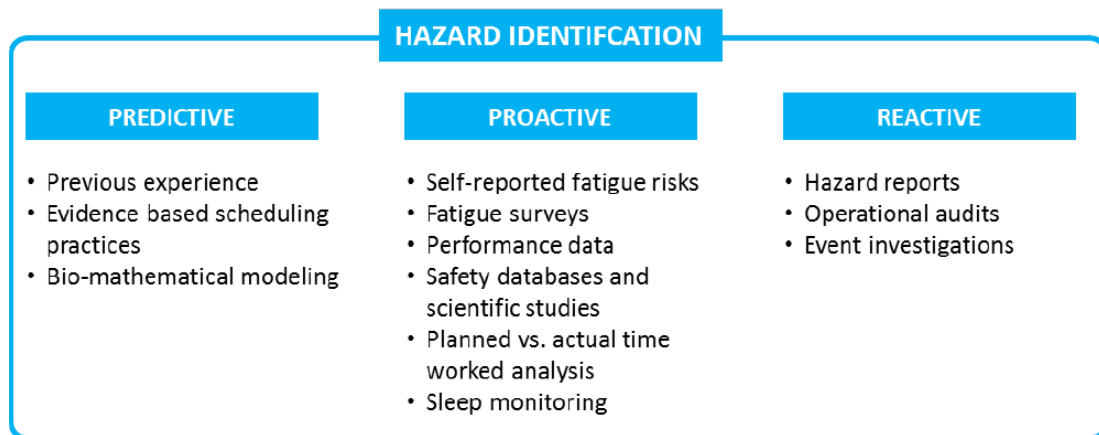 HAZARD IDENTIFCATION
PREDICTIVE
• Previous experience
• Evidence based scheduling
practices
• Bio-mathematical modeling
PROACTIVE
• Self-reported fatigue risks
• Fatigue surveys
• Performance data
• Safety databases and
scientific studies
• Planned vs. actual time
worked analysis
• Sleep monitoring
REACTIVE
• Hazard reports
• Operational audits
• Event investigations